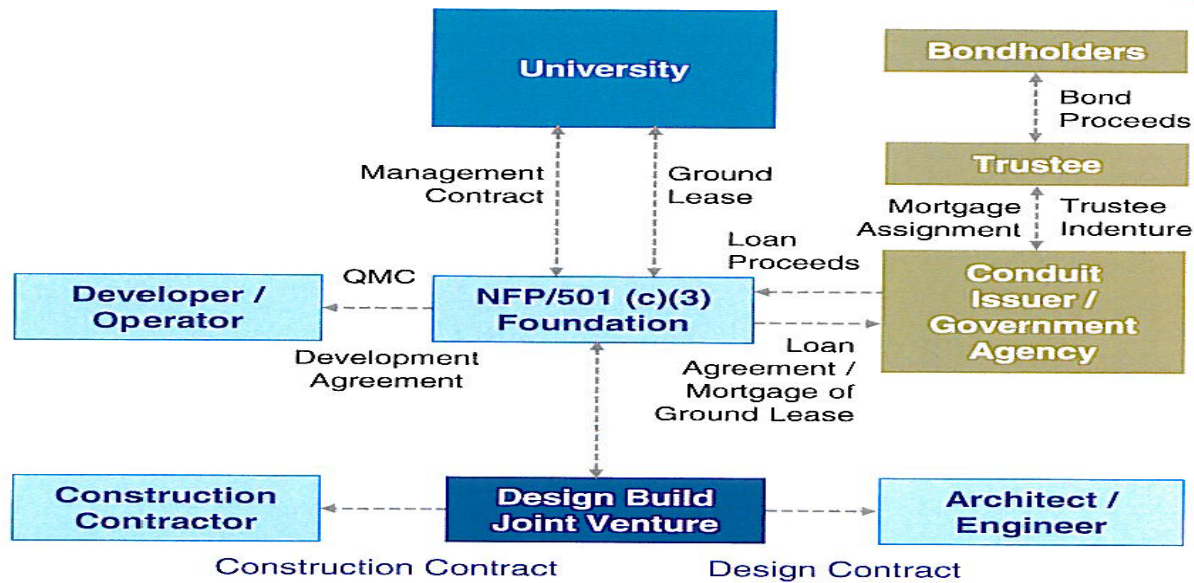 University
Bondholders
Bond
Proceeds
Management
Contract
Ground
Lease
Trustee
Mortgage
Assignment
Trustee
Indenture
Loan
Proceeds
QMC
Developer /
Operator
NFP/501 (c)(3)
Foundation
Conduit
Issuer /
Government
Agency
Development
Agreement
Loan
Agreement /
Mortgage of
Ground Lease
Construction
Contractor
Design Build
Joint Venture
Architect /
Engineer
Construction Contract
Design Contract